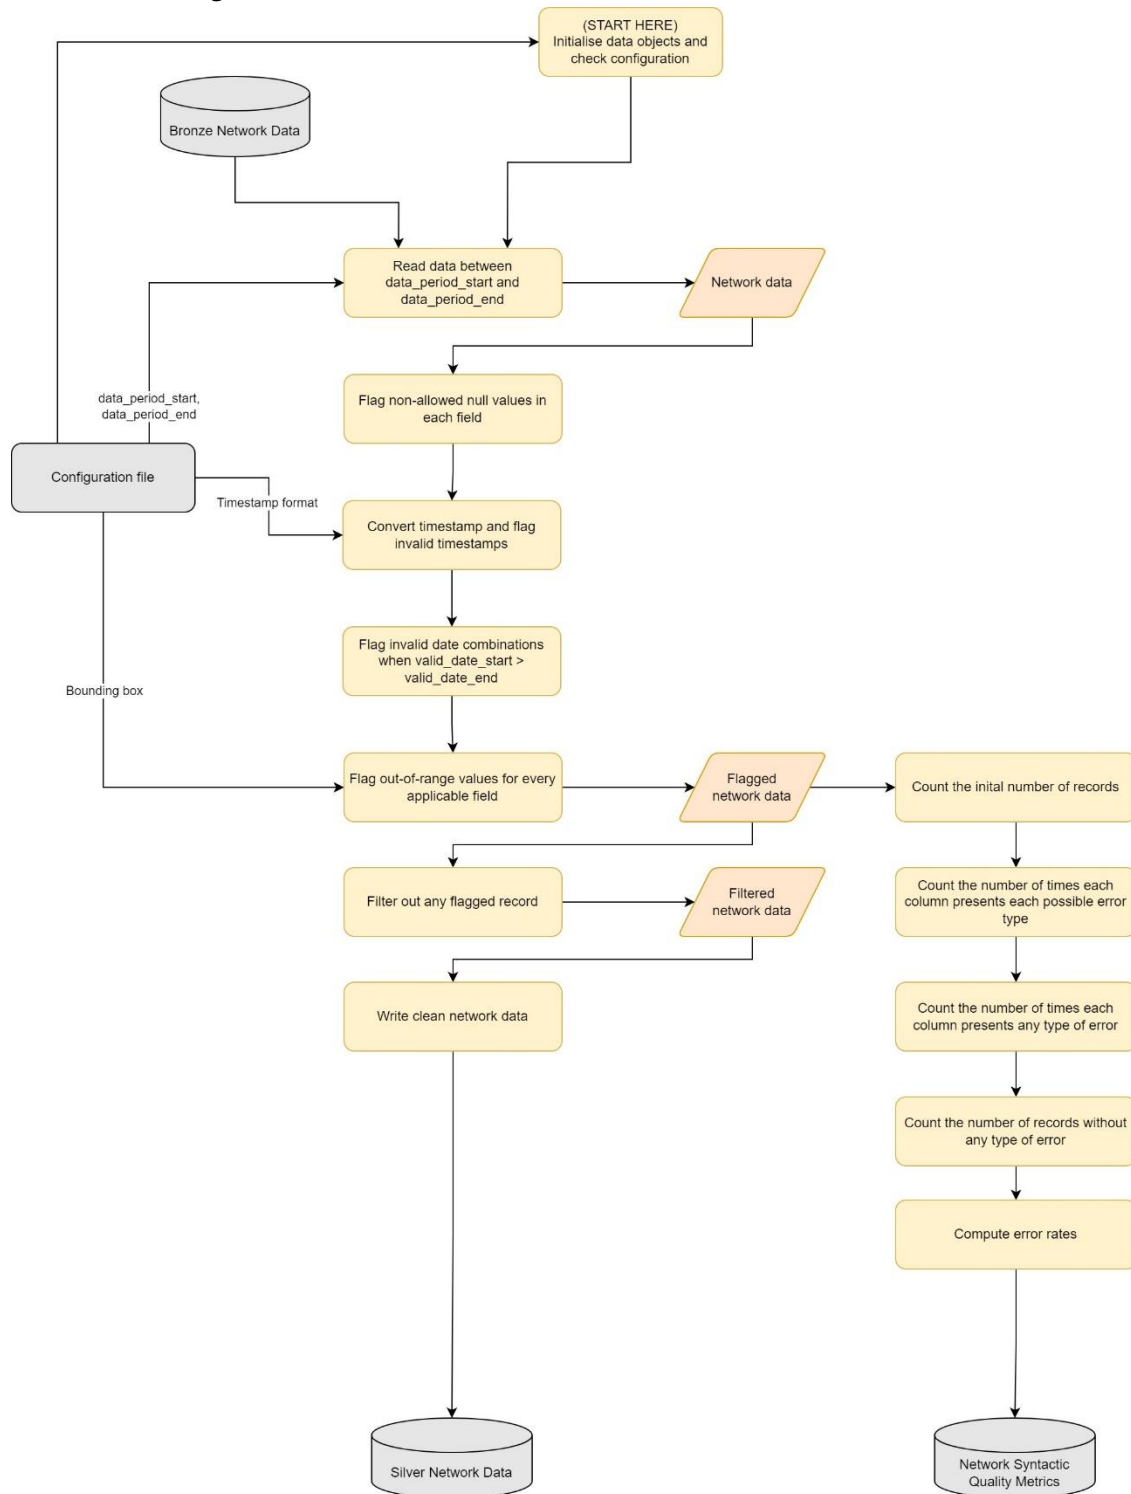 (START HERE)
Initialise data objects and
check configuration
Bronze Network Data
Read data between
data_period_start and
data_period_end
Network data
Flag non-allowed null values in
each field
data_period_start,
data_period_end
Configuration file
Timestamp format
Convert timestamp and flag
invalid timestamps
Flag invalid date combinations
when valid_date_start >
valid_date_end
Bounding box
Flag out-of-range values for every
applicable field
Flagged
network data
Count the inital number of records
Filter out any flagged record
Filtered
network data
Count the number of times each
column presents each possible error
type
Write clean network data
Count the number of times each
column presents any type of error
Count the number of records without
any type of error
Compute error rates
Silver Network Data
Network Syntactic
Quality Metrics